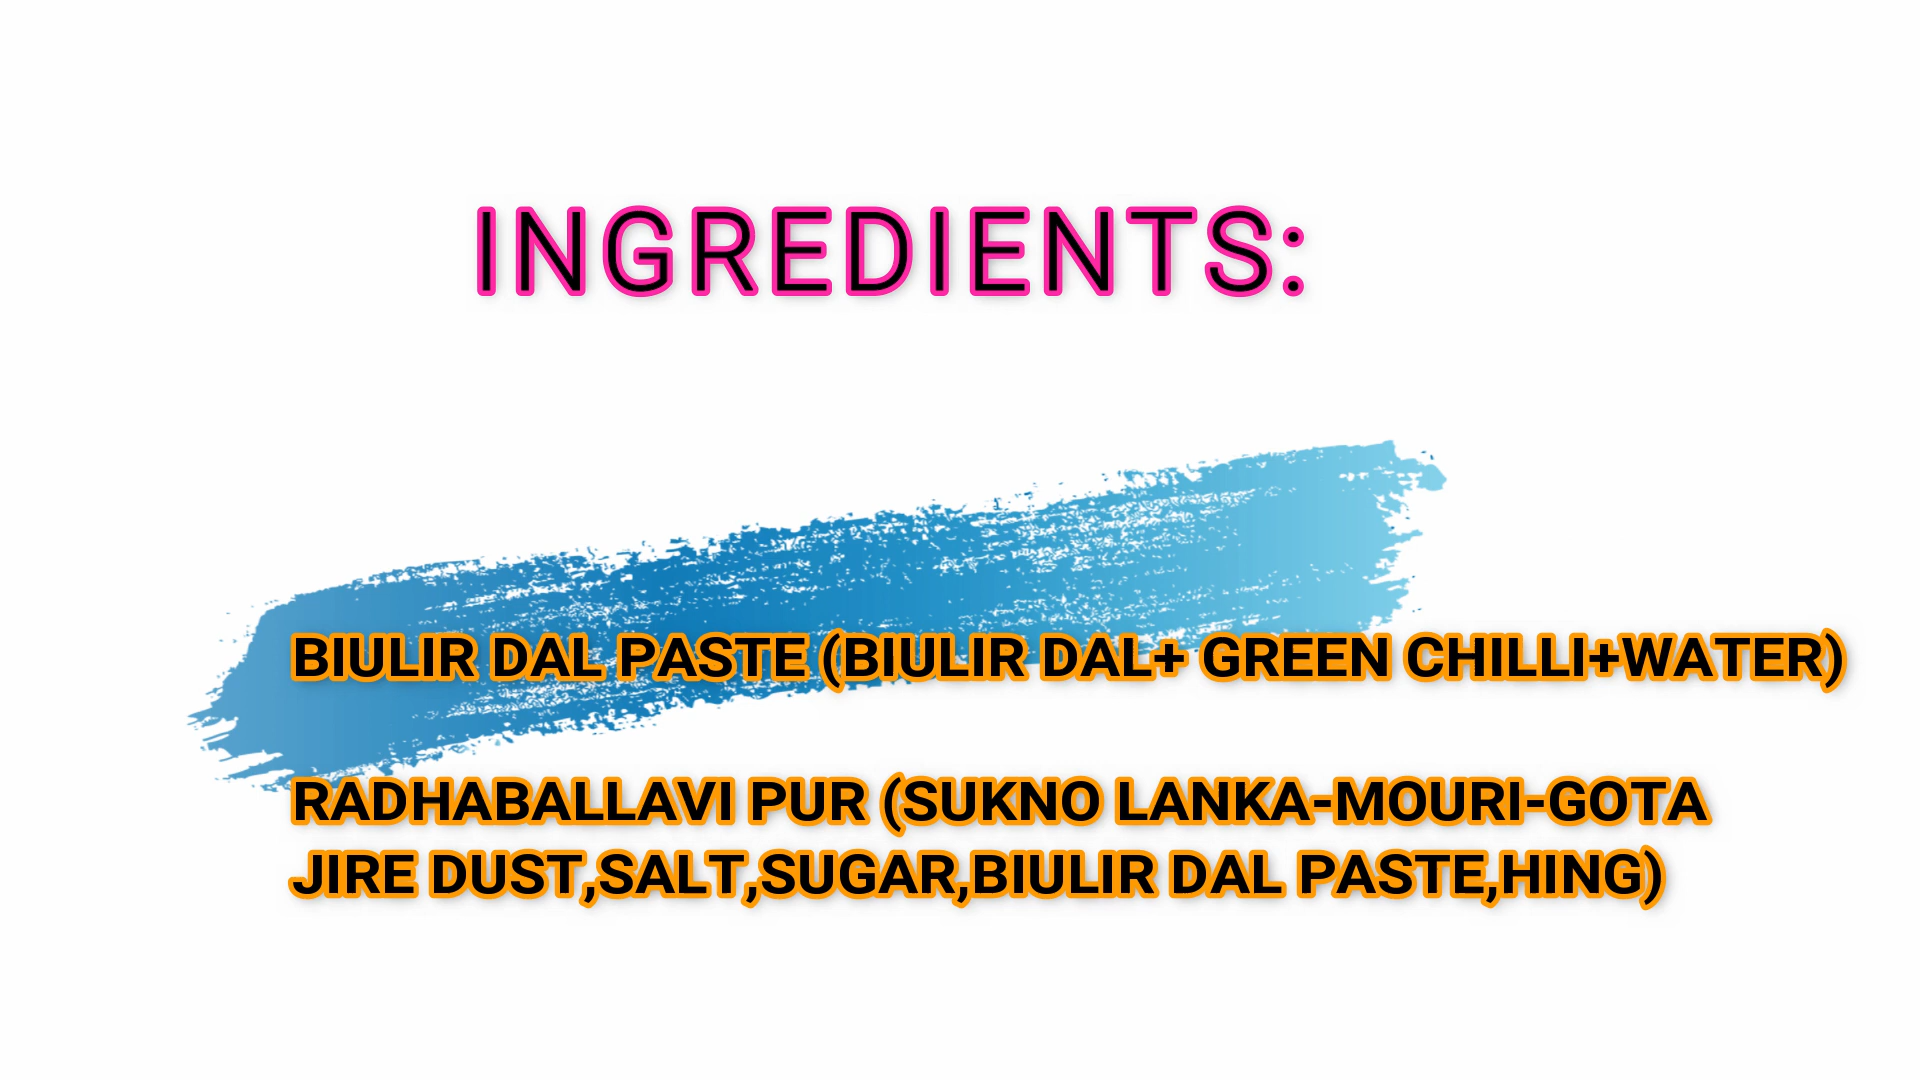 INGREDIENTS:
BIULIR DAL PASTE (BIULIR DAL+ GREEN CHILLI+WATER)
RADHABALLAVI PUR (SUKNO LANKA-MOURI-GOTA
JIRE DUST,SALT,SUGAR,BIULIR DAL PASTE,HING)